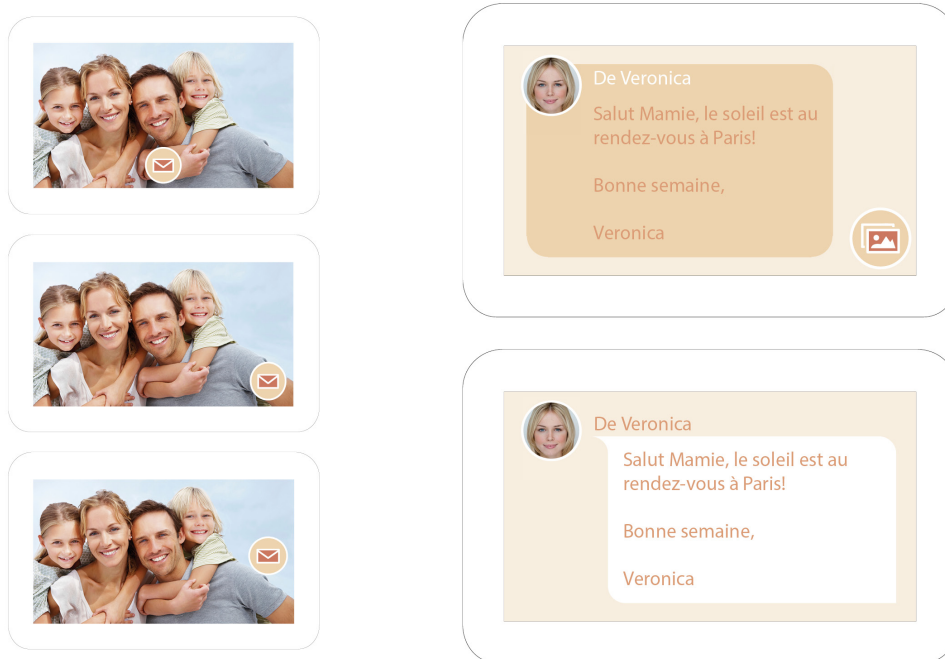 De Veronica
Salut Mamie, le soleil est au
rendez-vous à Paris!
Bonne semaine,
Veronica
De Veronica
Salut Mamie, le soleil est au
rendez-vous à Paris!
Bonne semaine,
Veronica